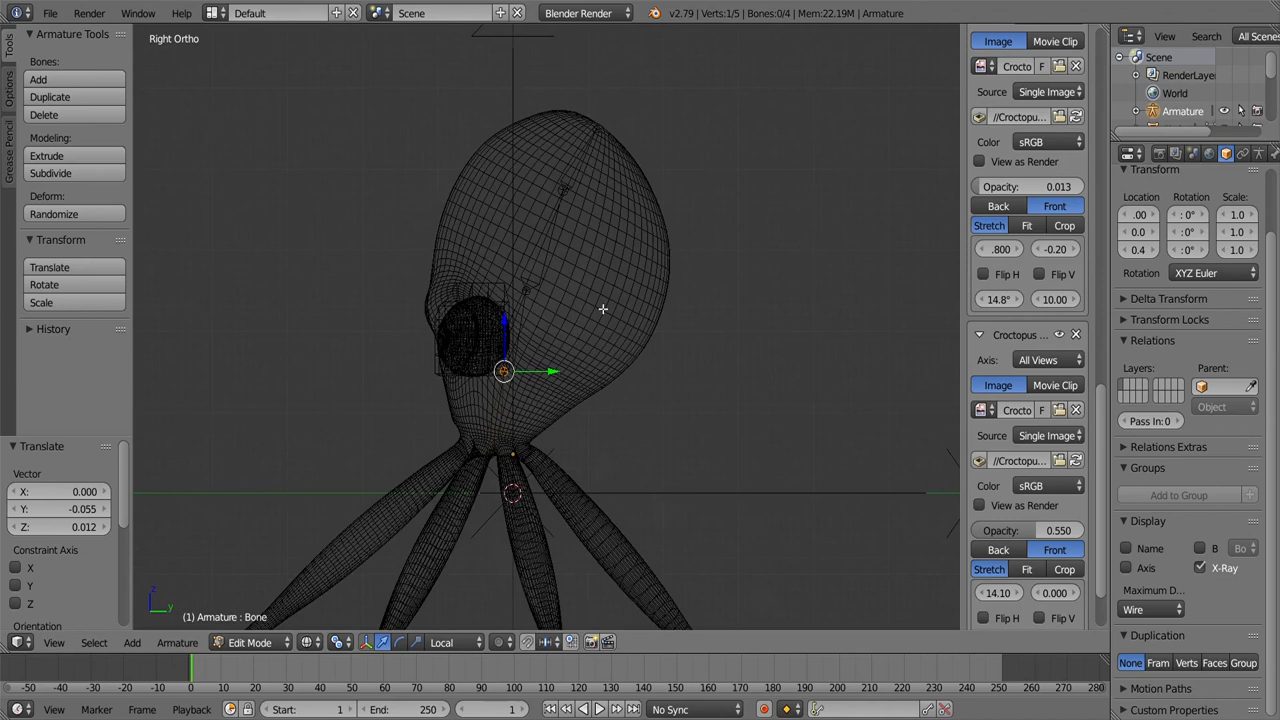 File Render Window Help Default Scene Blender Render v2.79 | Verts:1/5 | Bones:0/4 | Mem:22.19M | Armature
Tools
Options
Grease Pencil
Armature Tools
Bones:
Add
Duplicate
Delete
Modeling:
Extrude
Subdivide
Deform:
Randomize
Transform
Translate
Rotate
Scale
History
Translate
Vector
X: 0.000
Y: -0.055
Z: 0.012
Constraint Axis
X
Y
Z
Orientation
Right Ortho
z
y
(1) Armature : Bone
Image Movie Clip
Crocto F
Source Single Image
//Croctopu...
Color sRGB
View as Render
Opacity: 0.013
Back Front
Stretch Fit Crop
.800 -0.20
Flip H Flip V
14.8° 10.00
Croctopus ...
Axis: All Views
Image Movie Clip
Crocto F
Source Single Image
//Croctopu...
Color sRGB
View as Render
Opacity: 0.550
Back Front
Stretch Fit Crop
14.10 0.000
Flip H Flip V
View Search All Scenes
Scene
RenderLaye
World
Armature
Transform
Location Rotation Scale:
.00 :0° 1.0
0.0 :0° 1.0
0.4 :0° 1.0
Rotation XYZ Euler
Delta Transform
Transform Locks
Relations
Layers: Parent:
Object
Pass In: 0
Relations Extras
Groups
Add to Group
Display
Name B Bo
Axis X-Ray
Maximum D...
Wire
Duplication
None Fram Verts Faces Group
Motion Paths
Custom Properties
View Select Add Armature Edit Mode Local
-50 -40 -30 -20 -10 0 10 20 30 40 50 60 70 80 90 100 110 120 130 140 150 160 170 180 190 200 210 220 230 240 250 260 270 280
View Marker Frame Playback Start: 1 End: 250 1 No Sync